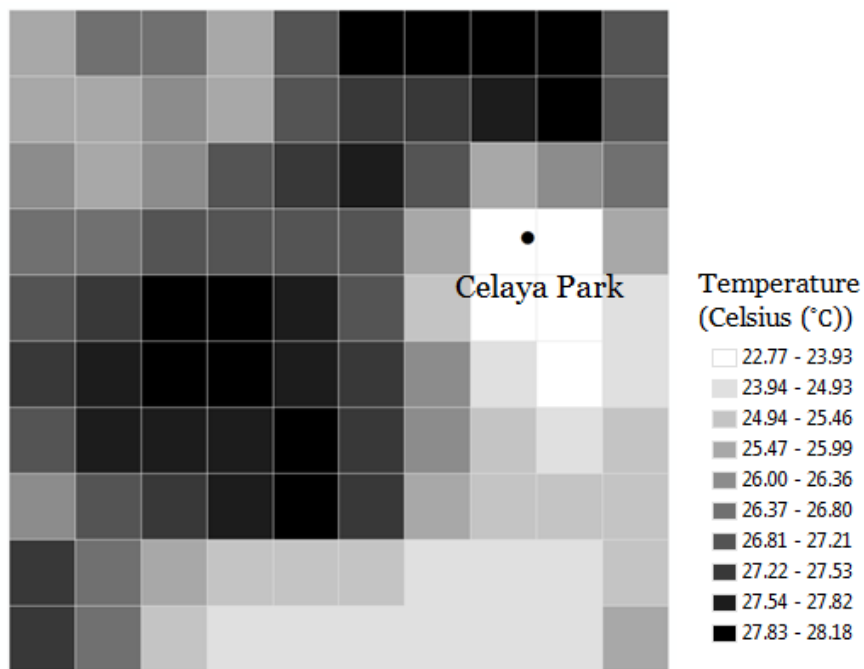 Celaya Park
Temperature
(Celsius (˚C))
22.77 - 23.93
23.94 - 24.93
24.94 - 25.46
25.47 - 25.99
26.00 - 26.36
26.37 - 26.80
26.81 - 27.21
27.22 - 27.53
27.54 - 27.82
27.83 - 28.18